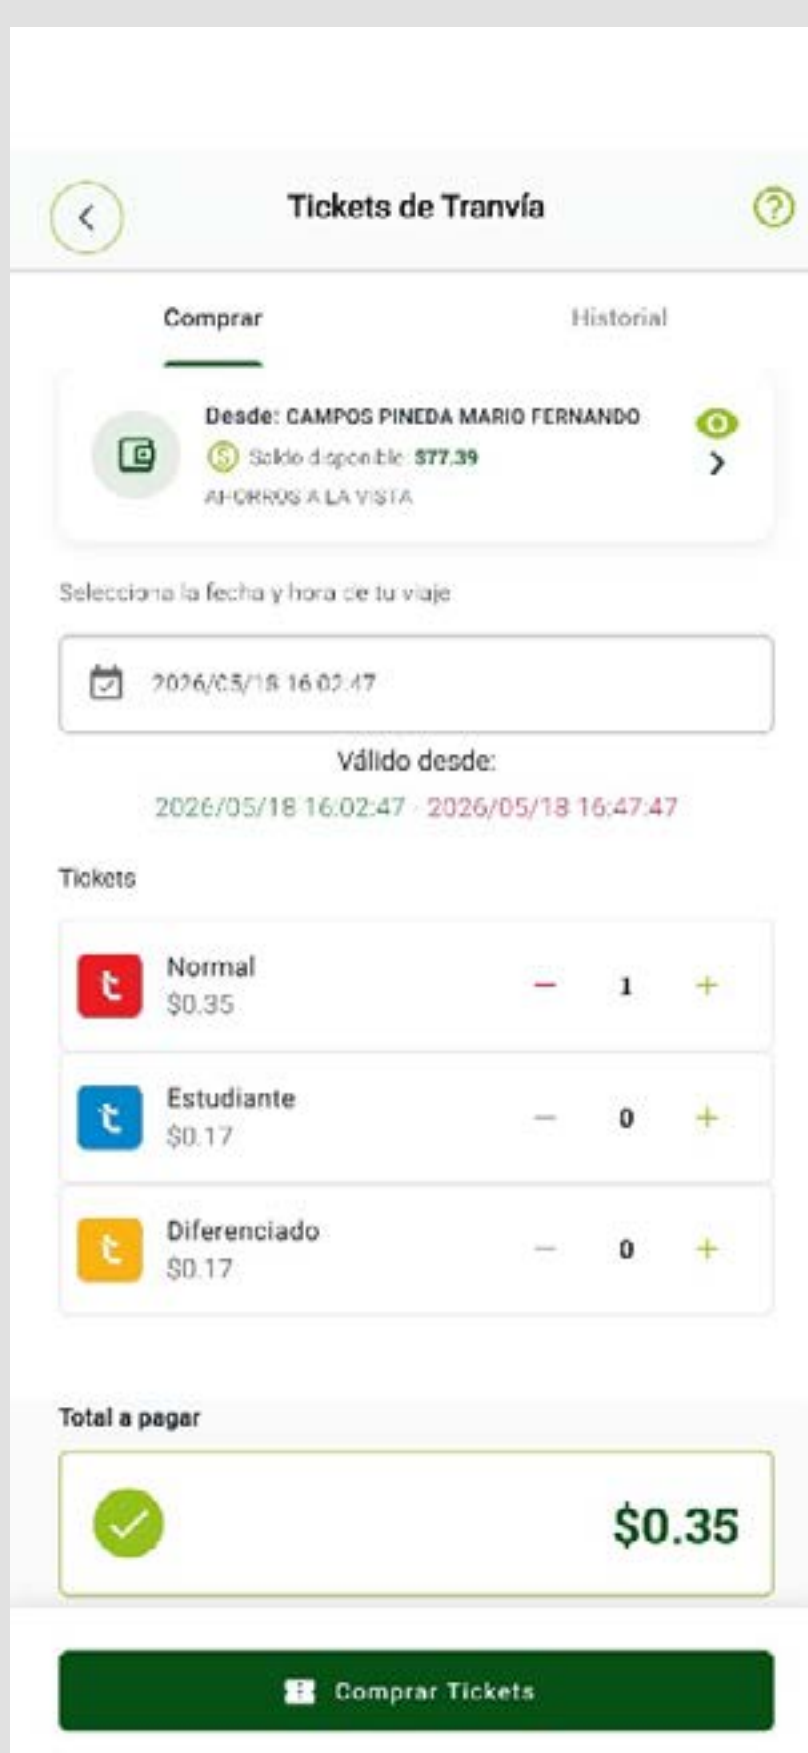 Tickets de Tranvía
Comprar
Historial
Desde: CAMPOS PINEDA MARIO FERNANDO
Saldo disponible: $77.39
AHORROS A LA VISTA
Selecciona la fecha y hora de tu viaje
2026/05/18 16:02:47
Válido desde:
2026/05/18 16:02:47 - 2026/05/18 16:47:47
Tickets
Normal
$0.35
1
Estudiante
$0.17
0
Diferenciado
$0.17
0
Total a pagar
$0.35
Comprar Tickets